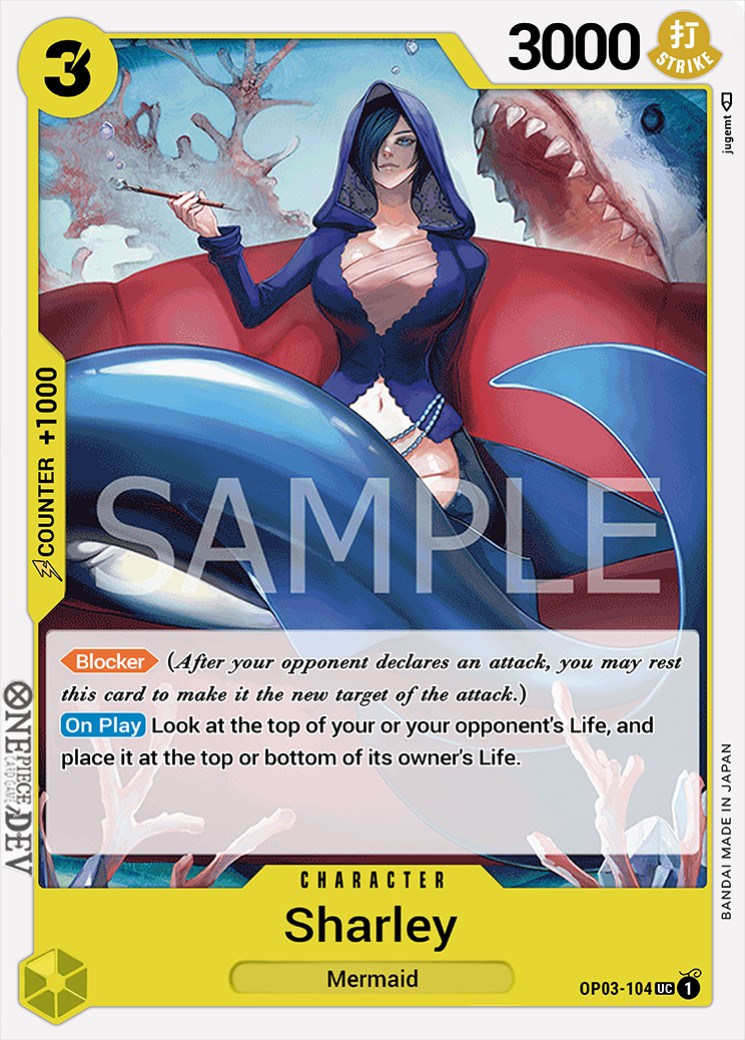 3
3000
打
STRIKE
jugemt
COUNTER +1000
SAMPLE
Blocker (After your opponent declares an attack, you may rest
this card to make it the new target of the attack.)
On Play Look at the top of your or your opponent's Life, and
place it at the top or bottom of its owner's Life.
ONE PIECE
CARD GAME
.DEV
BANDAI MADE IN JAPAN
CHARACTER
Sharley
Mermaid
OP03-104 UC 1